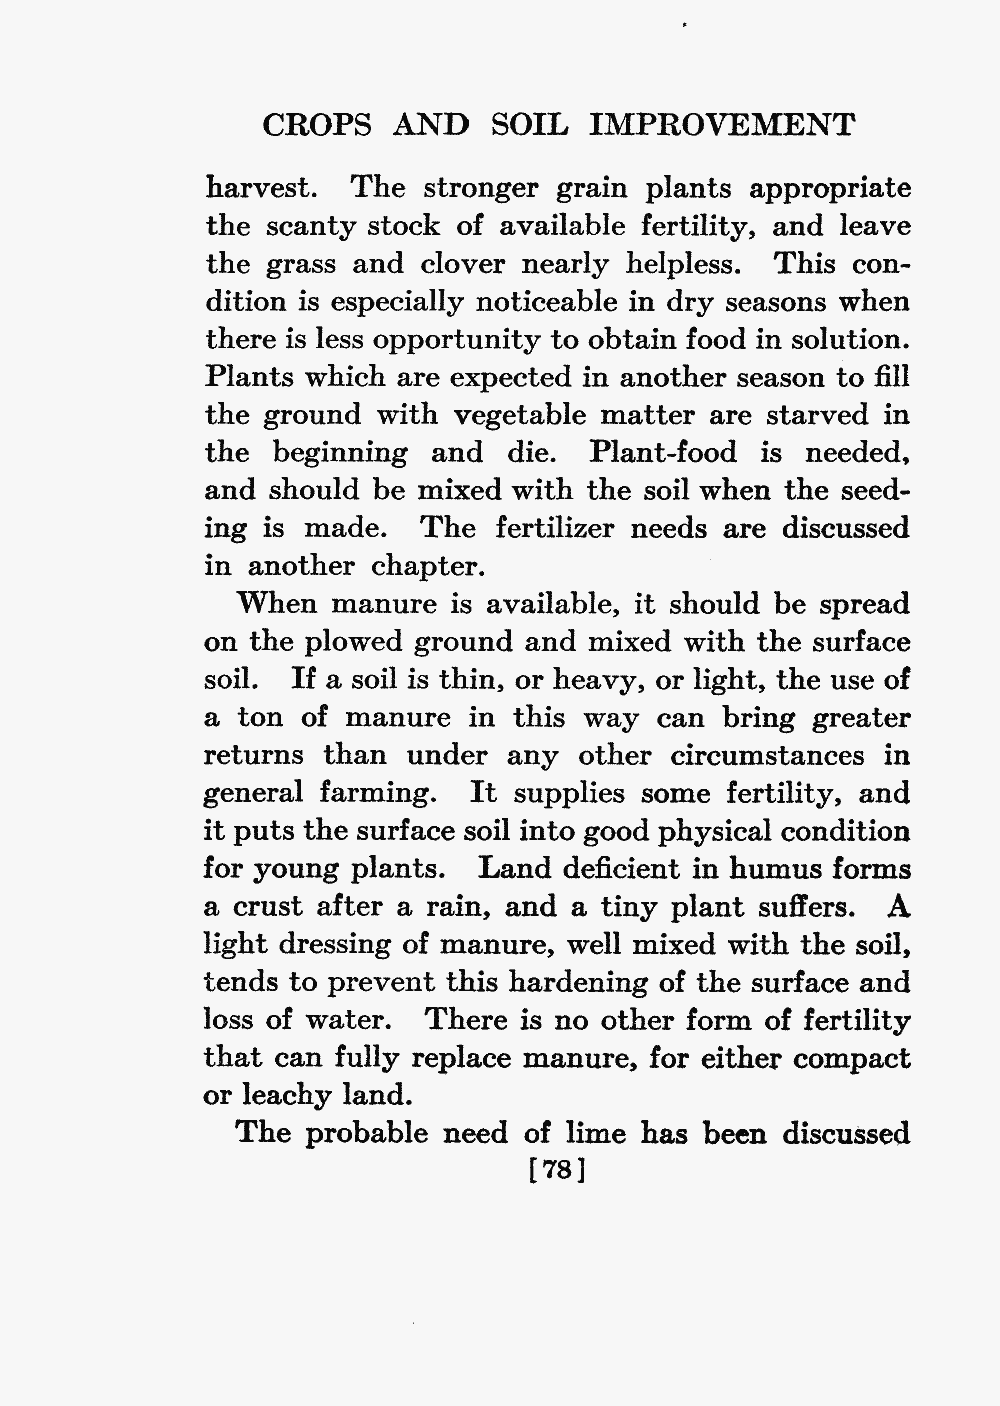 CROPS AND SOIL IMPROVEMENT
harvest. The stronger grain plants appropriate
the scanty stock of available fertility, and leave
the grass and clover nearly helpless. This con-
dition is especially noticeable in dry seasons when
there is less opportunity to obtain food in solution.
Plants which are expected in another season to fill
the ground with vegetable matter are starved in
the beginning and die. Plant-food is needed,
and should be mixed with the soil when the seed-
ing is made. The fertilizer needs are discussed
in another chapter.
When manure is available, it should be spread
on the plowed ground and mixed with the surface
soil. If a soil is thin, or heavy, or light, the use of
a ton of manure in this way can bring greater
returns than under any other circumstances in
general farming. It supplies some fertility, and
it puts the surface soil into good physical condition
for young plants. Land deficient in humus forms
a crust after a rain, and a tiny plant suffers. A
light dressing of manure, well mixed with the soil,
tends to prevent this hardening of the surface and
loss of water. There is no other form of fertility
that can fully replace manure, for either compact
or leachy land.
The probable need of lime has been discussed
[78]